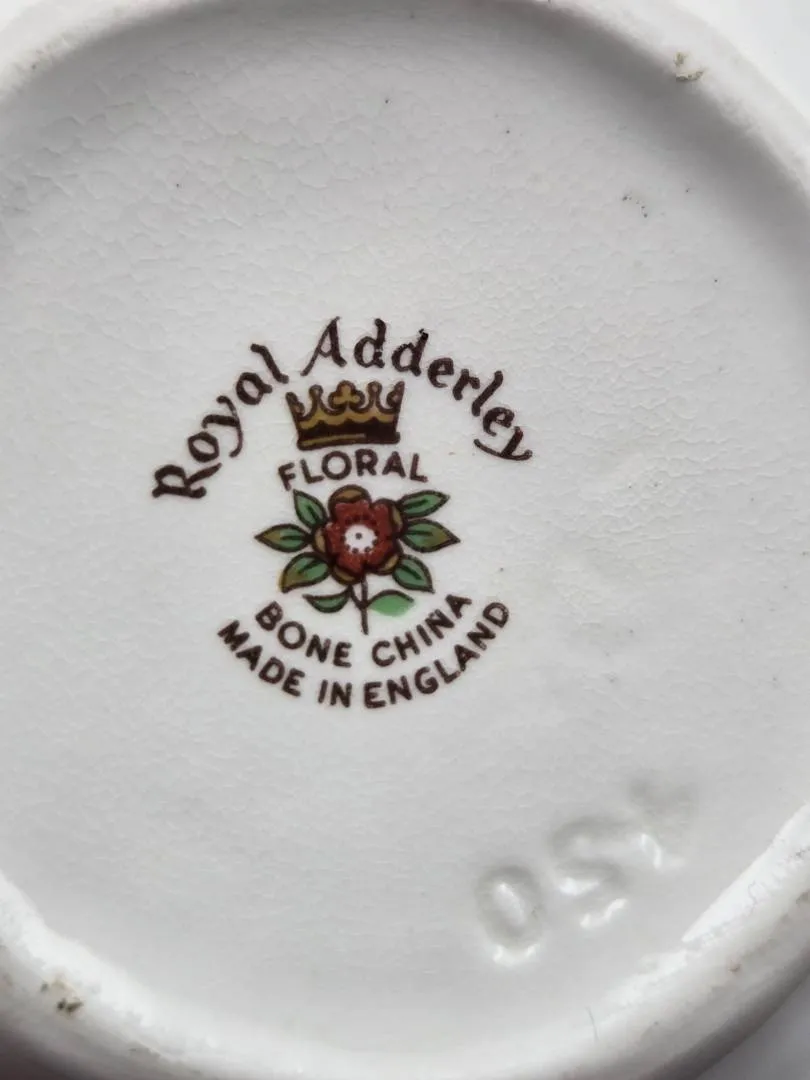 Royal Adderley
FLORAL
BONE CHINA
MADE IN ENGLAND